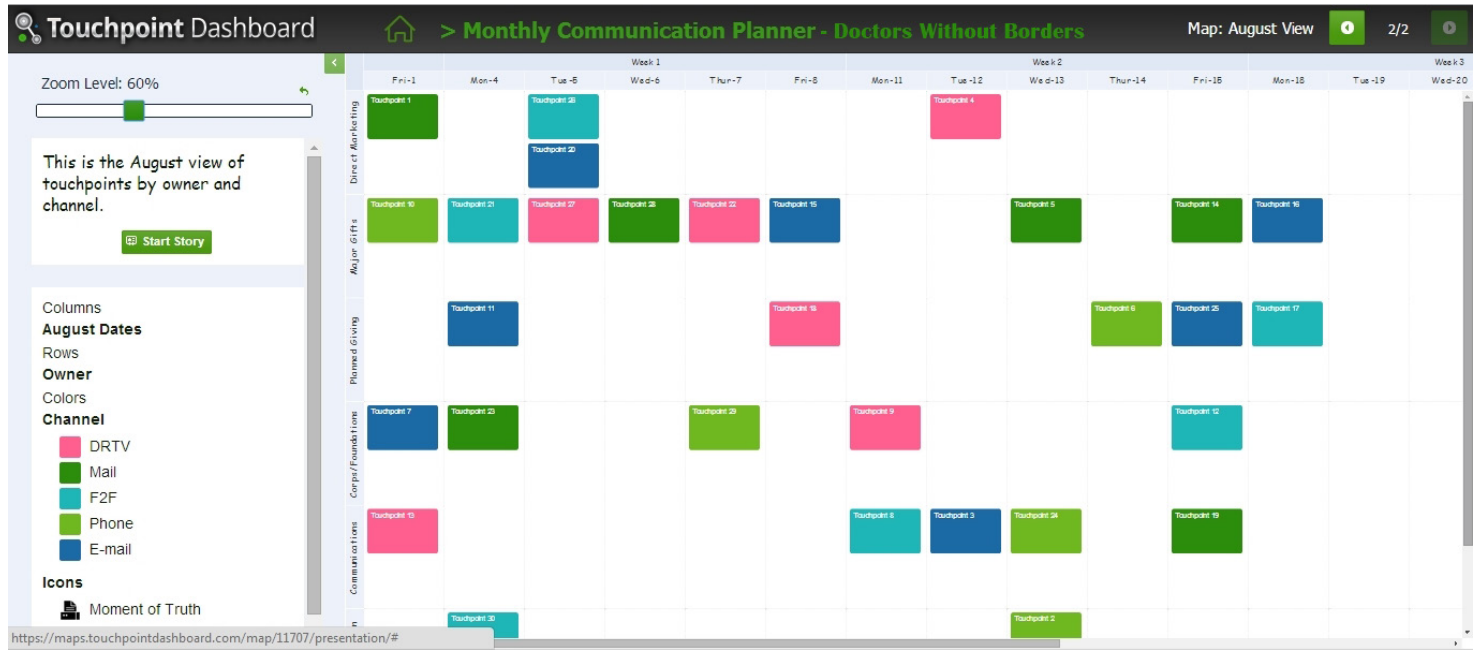 Touchpoint Dashboard
> Monthly Communication Planner - Doctors Without Borders
Map: August View
2/2
Zoom Level: 60%
This is the August view of
touchpoints by owner and
channel.
Start Story
Columns
August Dates
Rows
Owner
Colors
Channel
DRTV
Mail
F2F
Phone
E-mail
Icons
Moment of Truth
https://maps.touchpointdashboard.com/map/11707/presentation/#
Week 1 Week 2 Week 3
Fri-1 Mon-4 Tue-5 Wed-6 Thur-7 Fri-8 Mon-11 Tue-12 Wed-13 Thur-14 Fri-15 Mon-18 Tue-19 Wed-20
Direct Marketing
Touchpoint 1 Touchpoint 26 Touchpoint 4
Touchpoint 20
Major Gifts
Touchpoint 10 Touchpoint 21 Touchpoint 27 Touchpoint 28 Touchpoint 22 Touchpoint 15 Touchpoint 5 Touchpoint 14 Touchpoint 16
Planned Giving
Touchpoint 11 Touchpoint 18 Touchpoint 6 Touchpoint 25 Touchpoint 17
Corps/Foundations
Touchpoint 7 Touchpoint 23 Touchpoint 29 Touchpoint 9 Touchpoint 12
Communications
Touchpoint 13 Touchpoint 8 Touchpoint 3 Touchpoint 24 Touchpoint 19
Touchpoint 30 Touchpoint 2